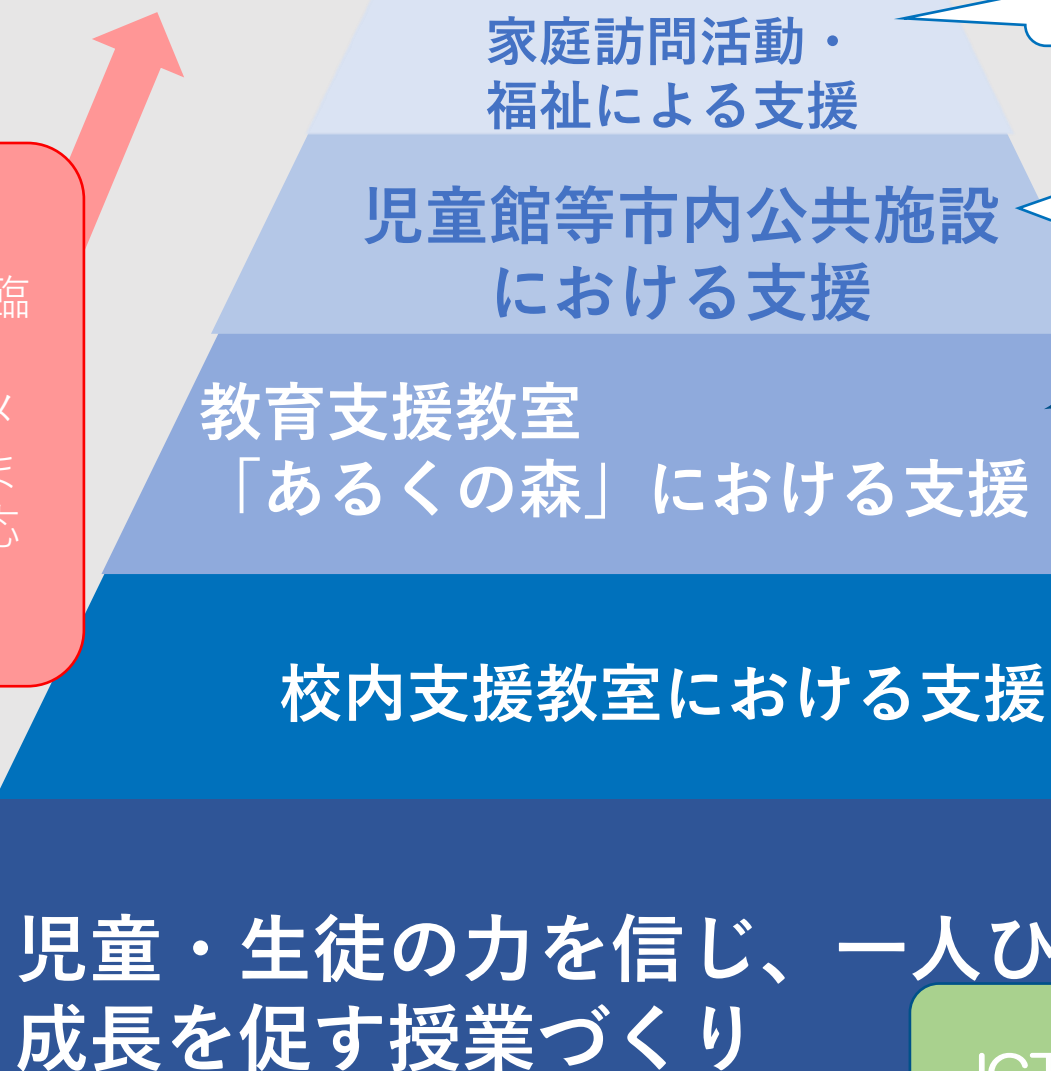 家庭訪問活動・
福祉による支援
児童館等市内公共施設
における支援
臨
教育支援教室
「あるくの森」における支援
校内支援教室における支援
児童・生徒の力を信じ、一人ひ
成長を促す授業づくり
ICT